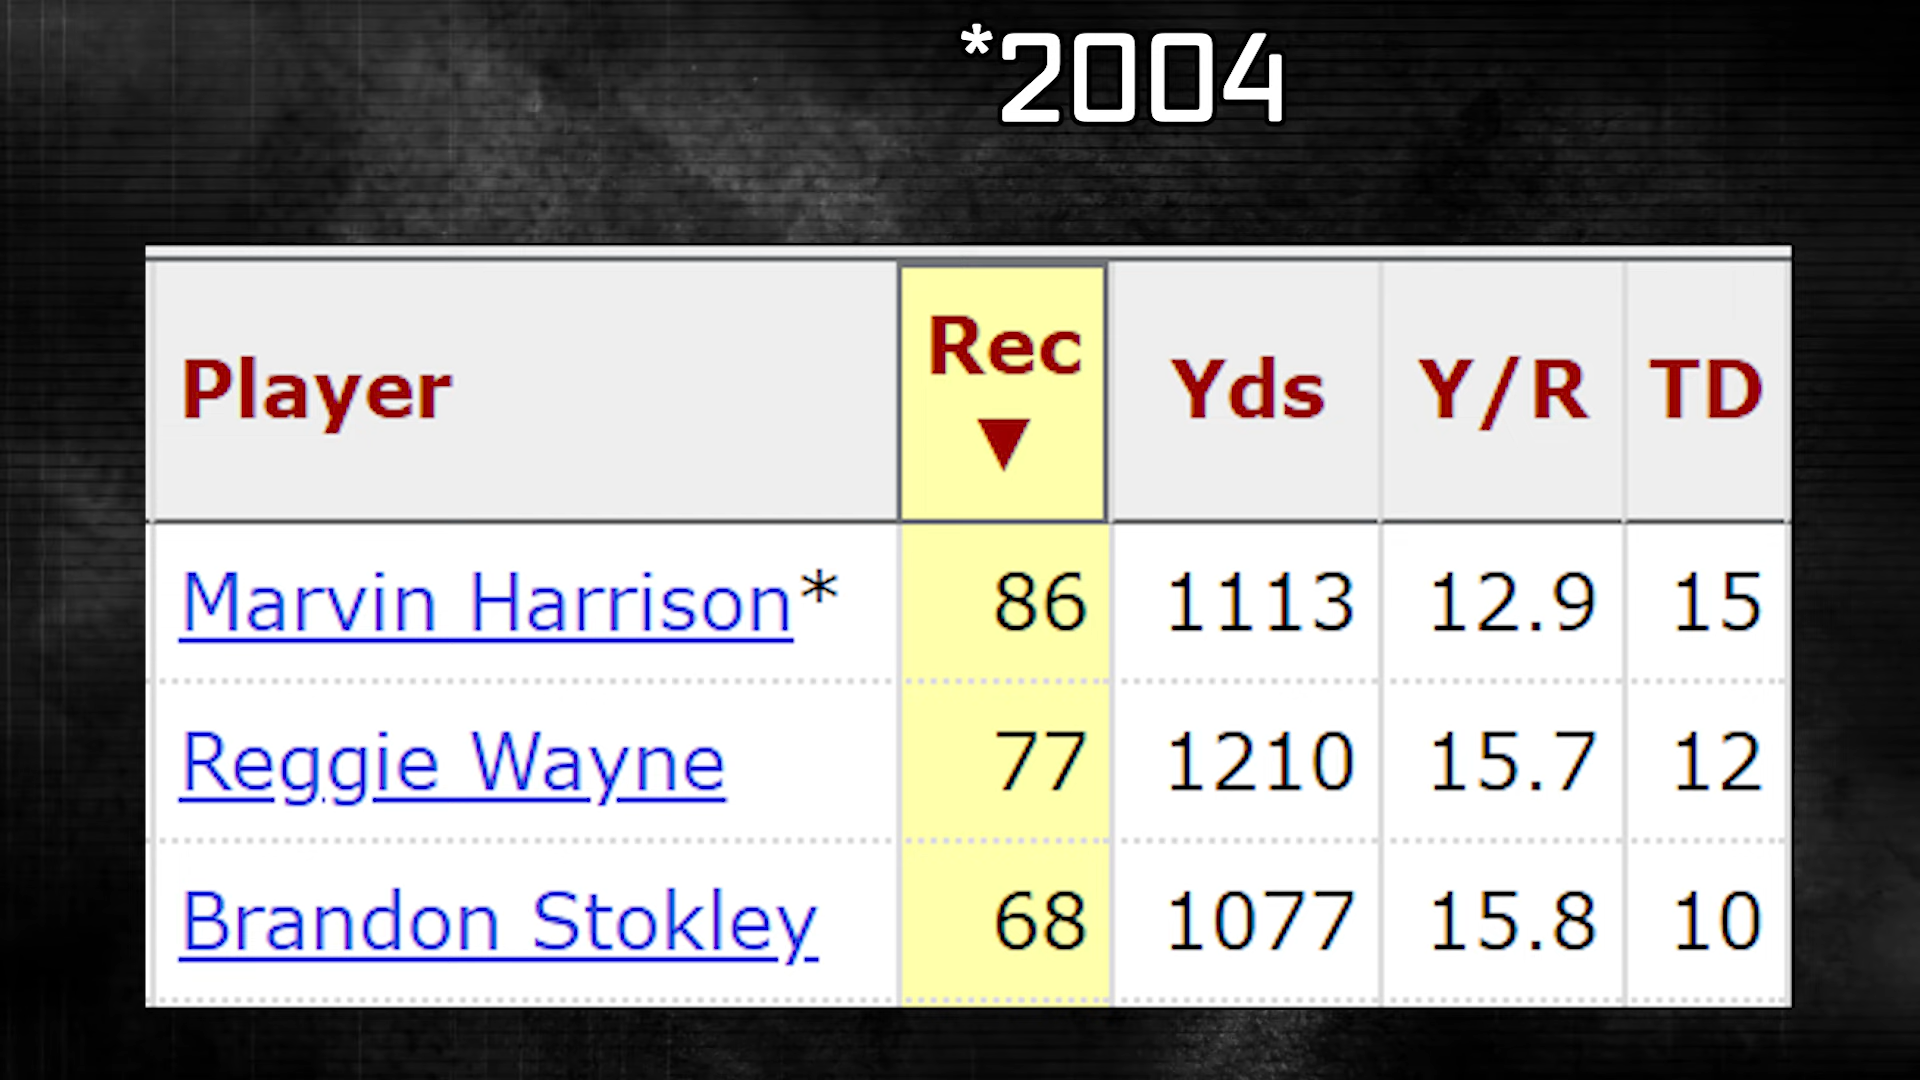 *2004
Player Rec ▼ Yds Y/R TD
Marvin Harrison* 86 1113 12.9 15
Reggie Wayne 77 1210 15.7 12
Brandon Stokley 68 1077 15.8 10